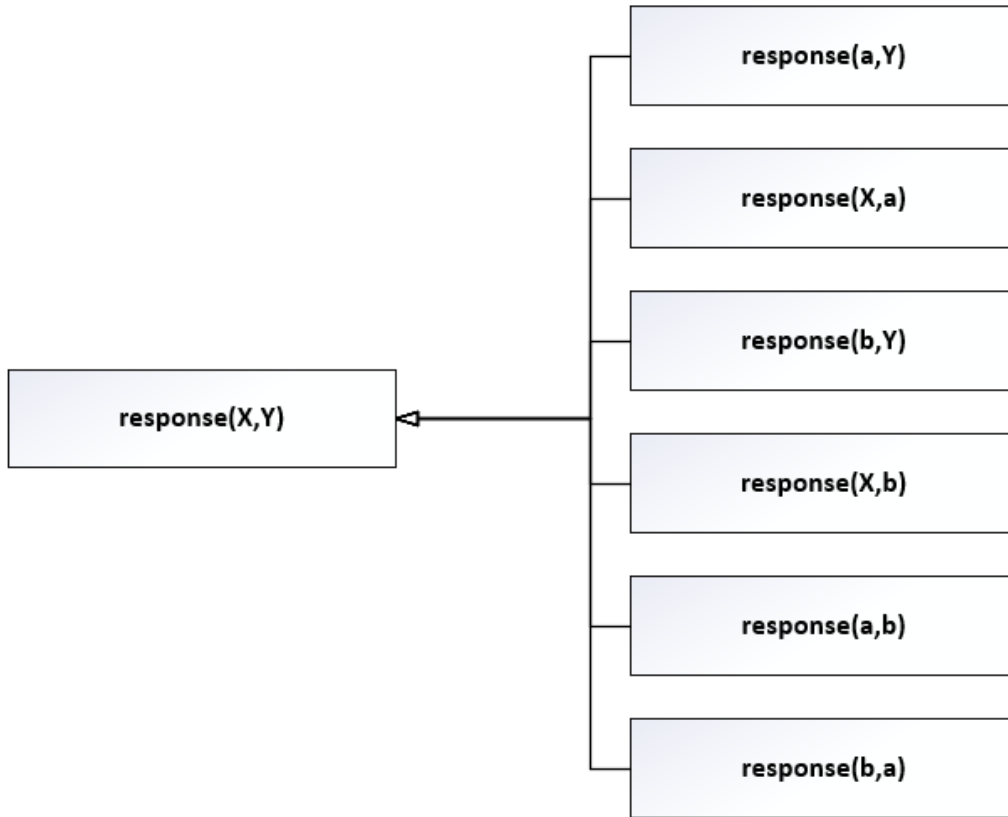 response(a,Y)
response(X,a)
response(b,Y)
response(X,Y)
response(X,b)
response(a,b)
response(b,a)